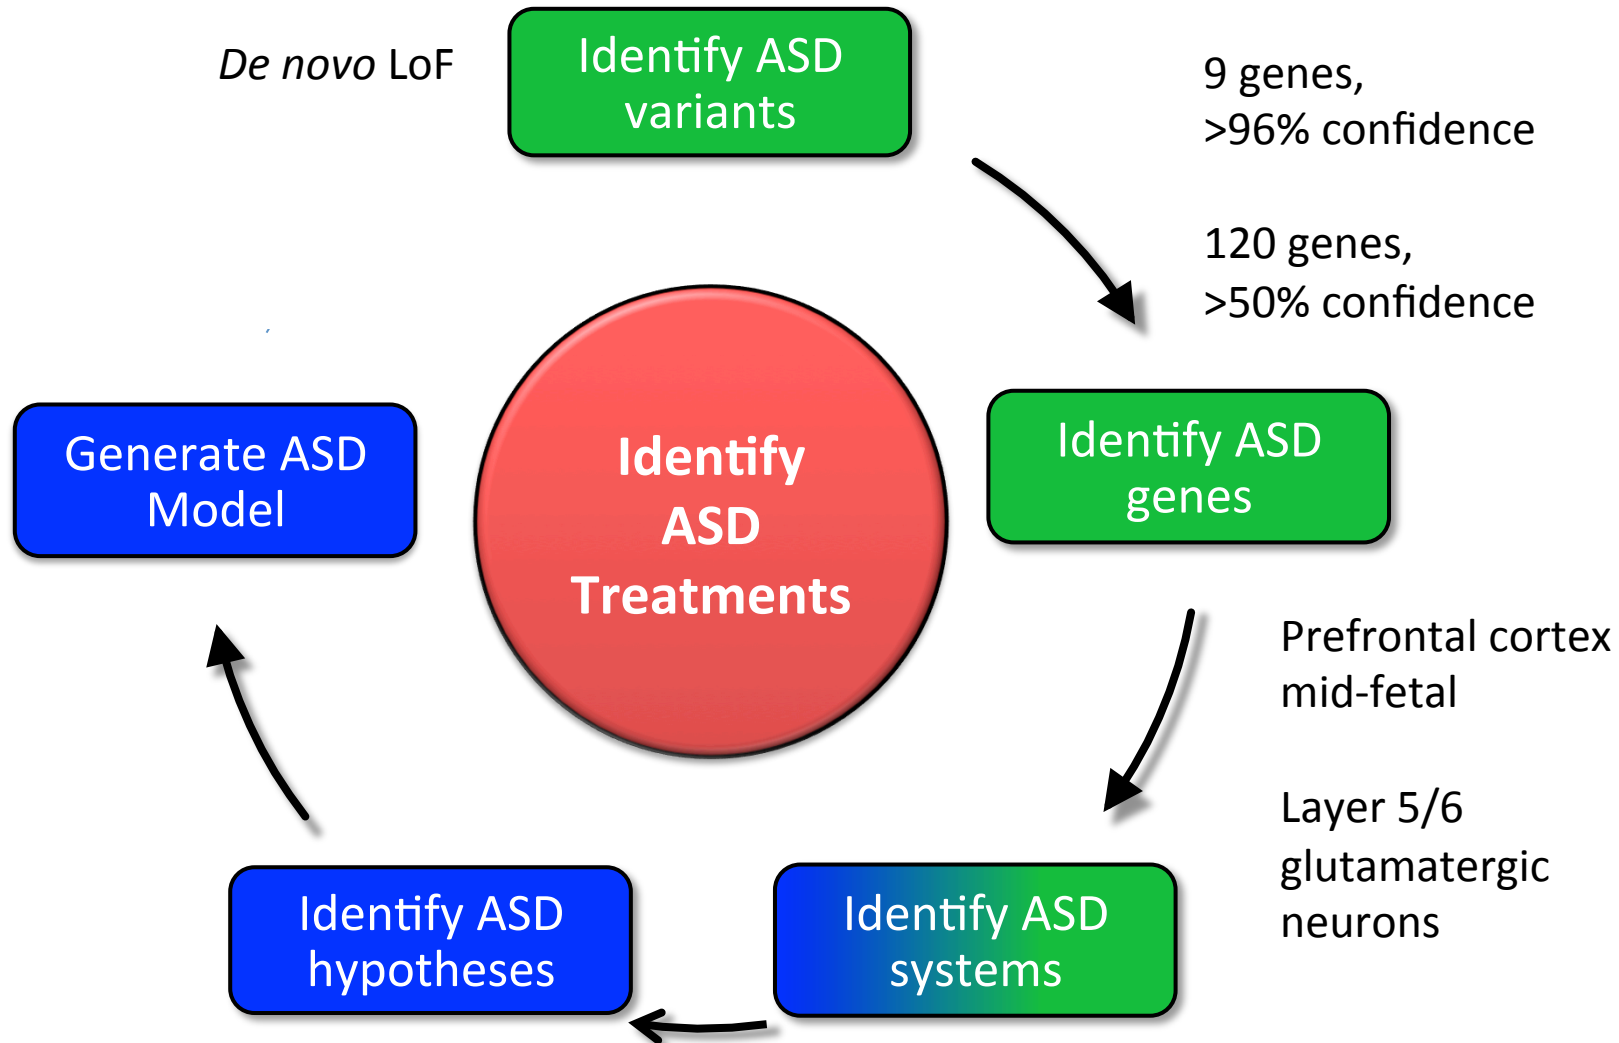 De novo LoF
Identify ASD
variants
9 genes,
>96% confidence
120 genes,
>50% confidence
Identify ASD
genes
Prefrontal cortex
mid-fetal
Layer 5/6
glutamatergic
neurons
Identify ASD
systems
Identify ASD
hypotheses
Generate ASD
Model
Identify
ASD
Treatments